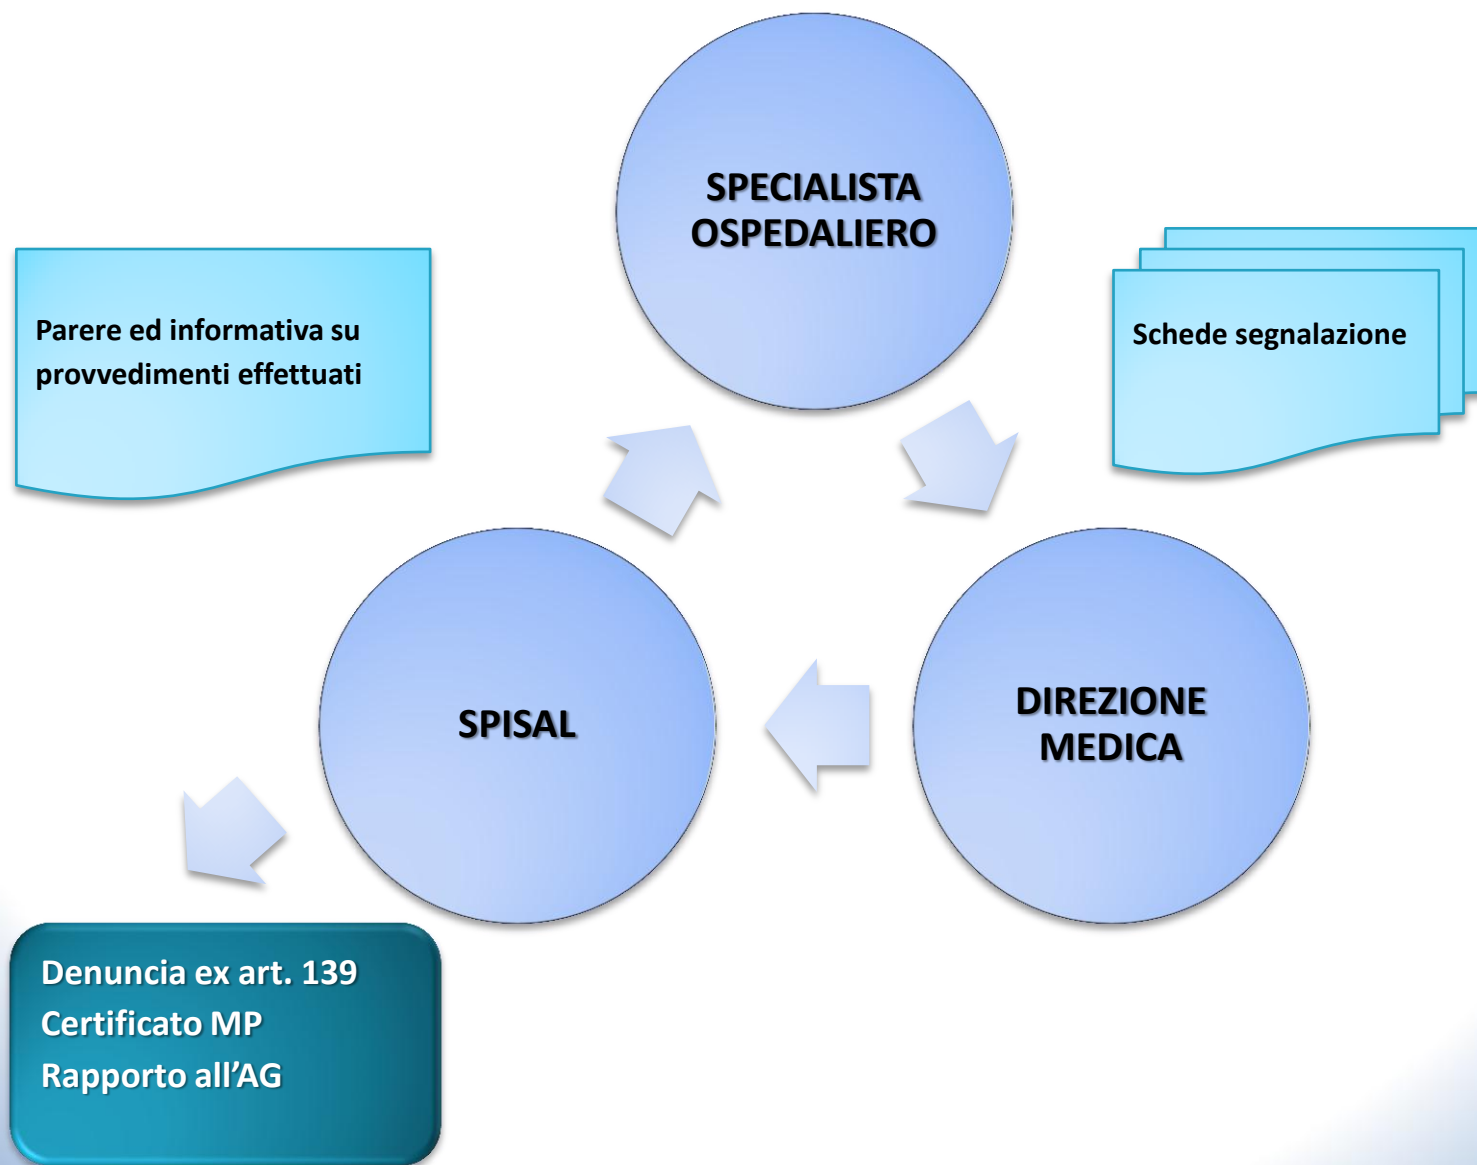 SPECIALISTA
OSPEDALIERO
Parere ed informativa su
provvedimenti effettuati
Schede segnalazione
SPISAL
DIREZIONE
MEDICA
Denuncia ex art. 139
Certificato MP
Rapporto all’AG